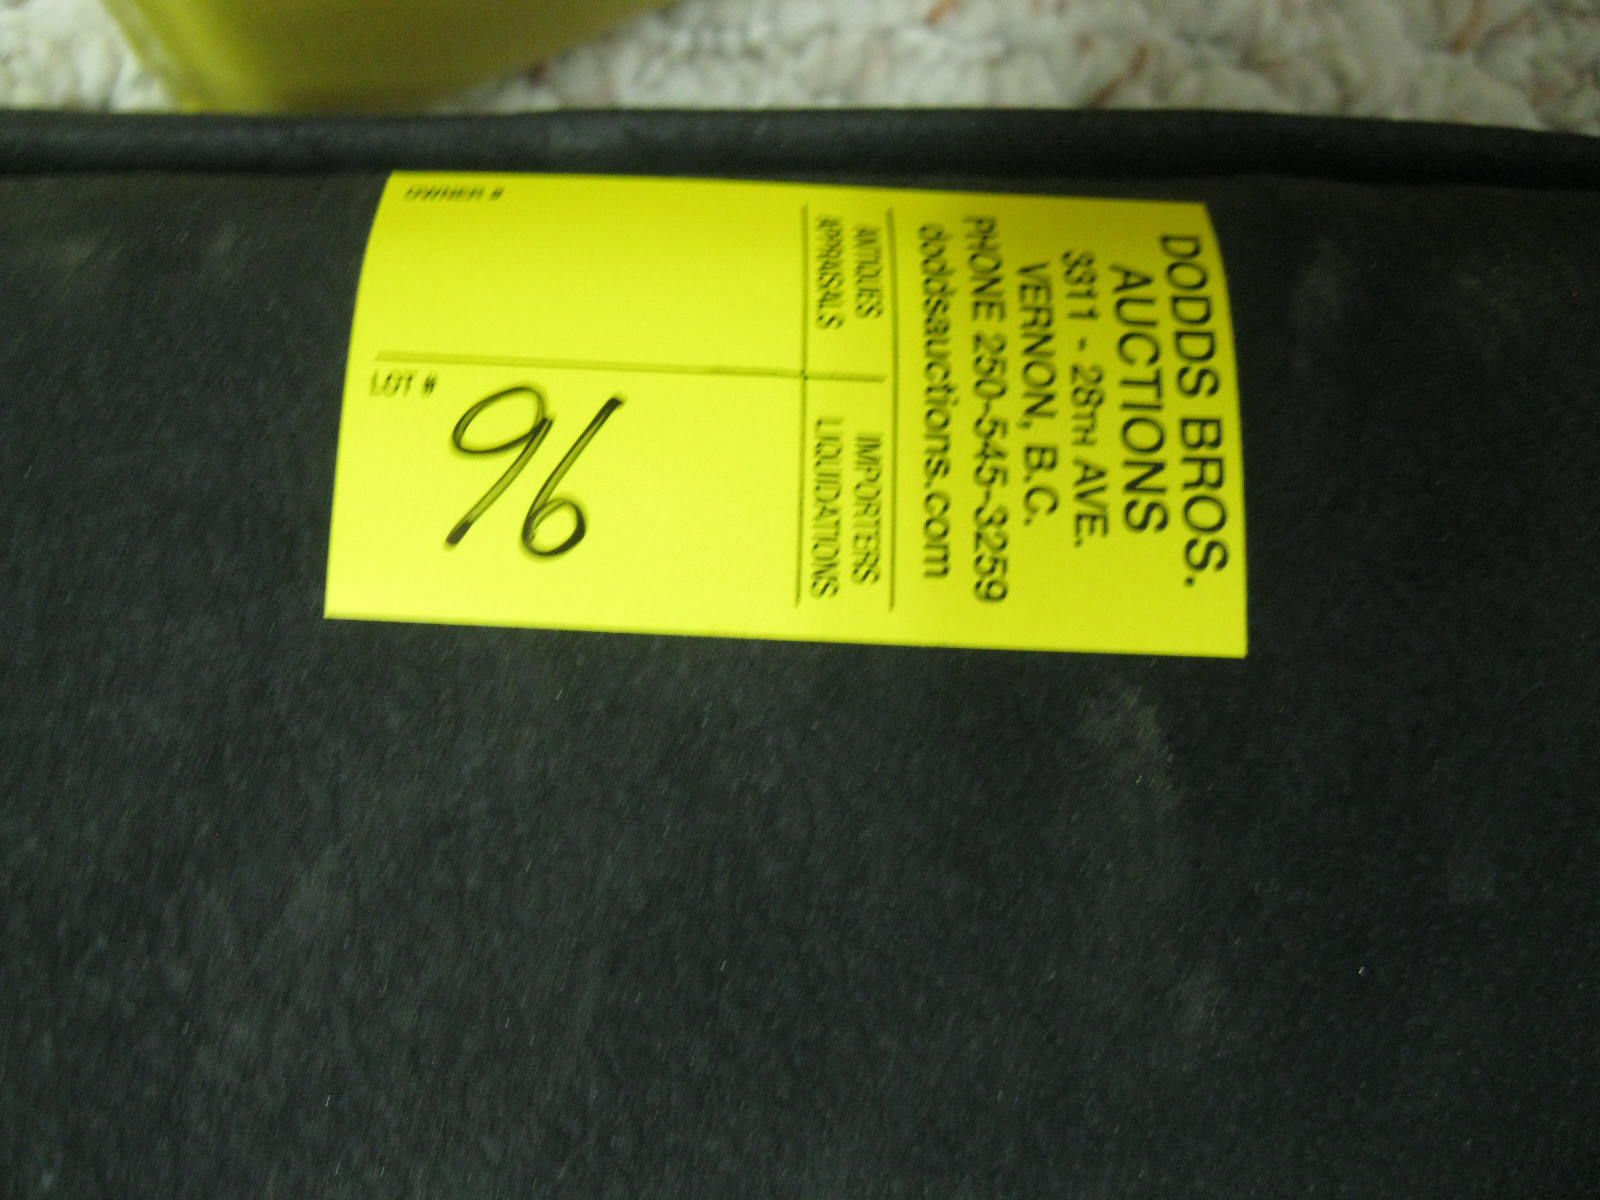 DODDS BROS.
AUCTIONS
3311 - 28TH AVE.
VERNON, B.C.
PHONE 250-545-3259
doddsauctions.com
ANTIQUES IMPORTERS
APPRAISALS LIQUIDATIONS
OWNER #
LOT #
96